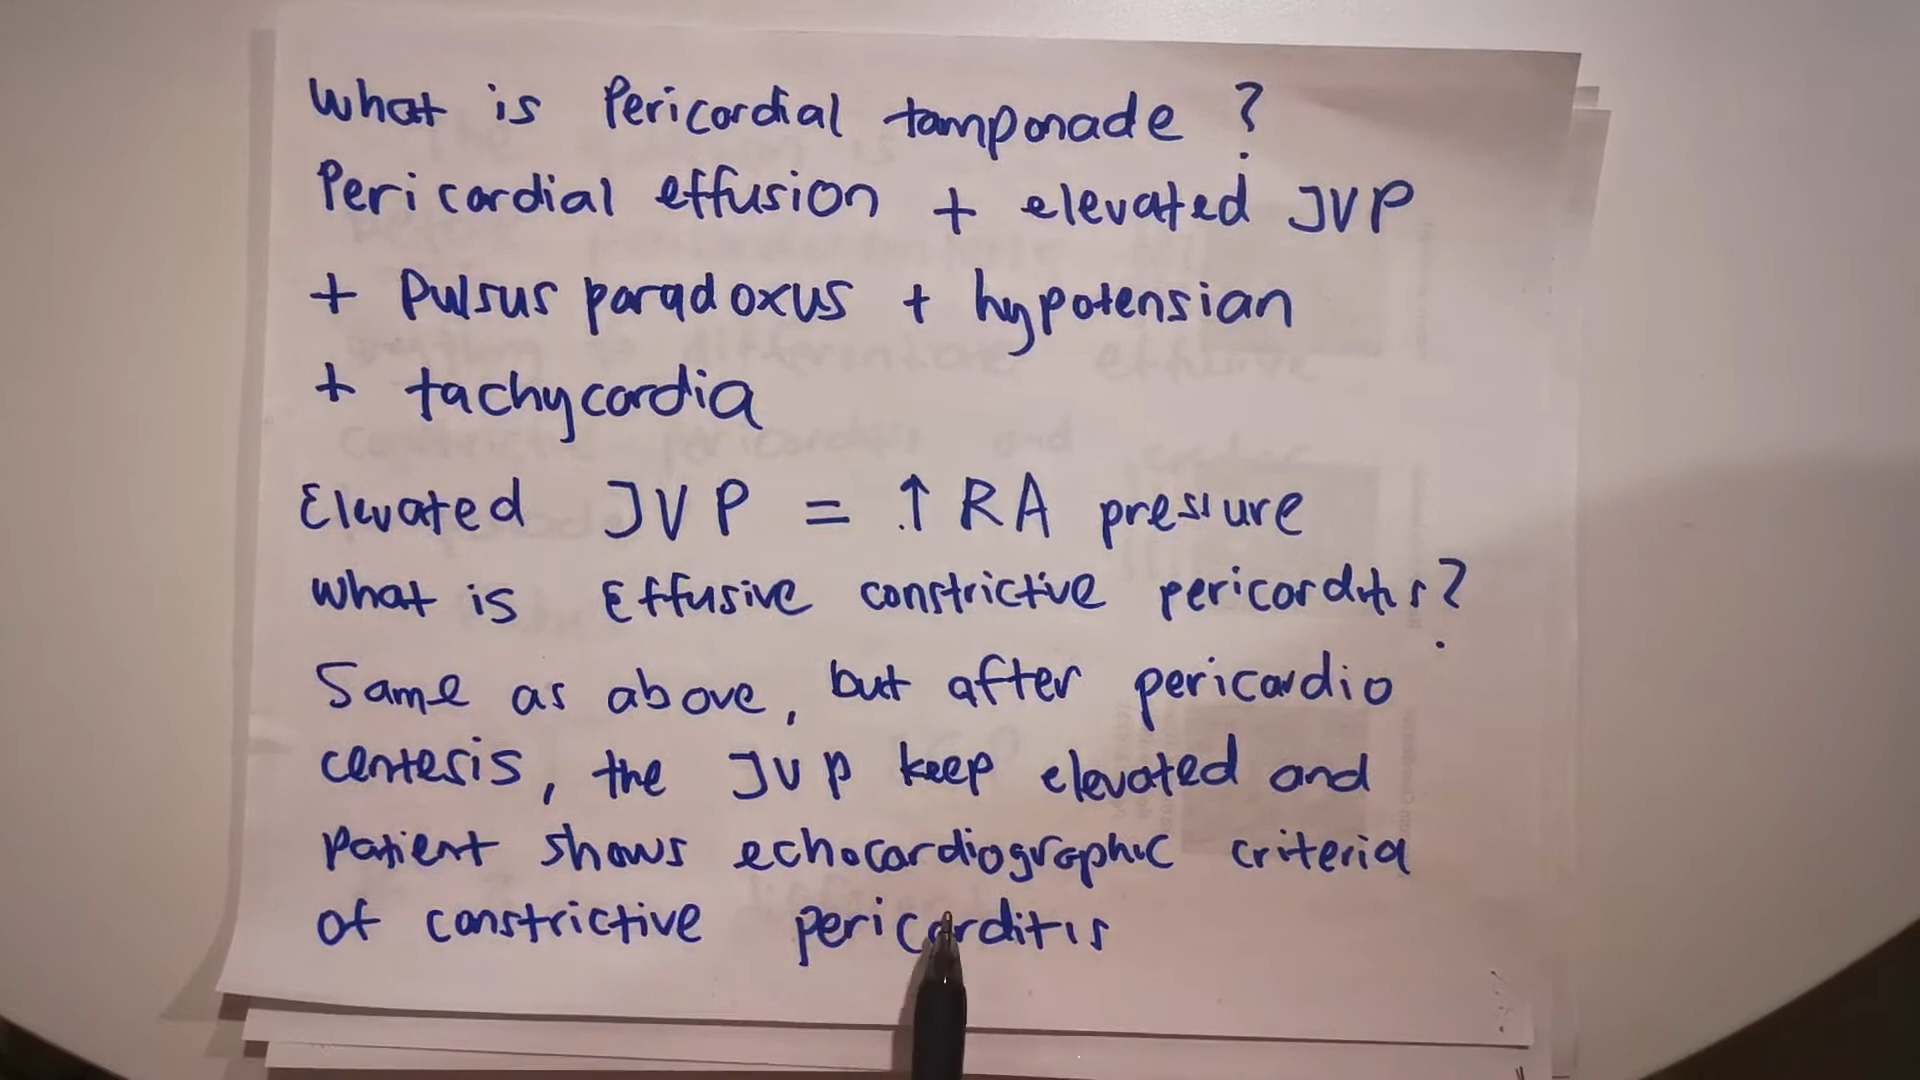 What is Pericardial tamponade ?
Pericardial effusion + elevated JVP
+ Pulsus paradoxus + hypotension
+ tachycardia
Elevated JVP = ↑ RA pressure
What is Effusive constrictive pericarditis?
Same as above, but after pericardio
centesis, the JVP keep elevated and
patient shows echocardiographic criteria
of constrictive pericarditis